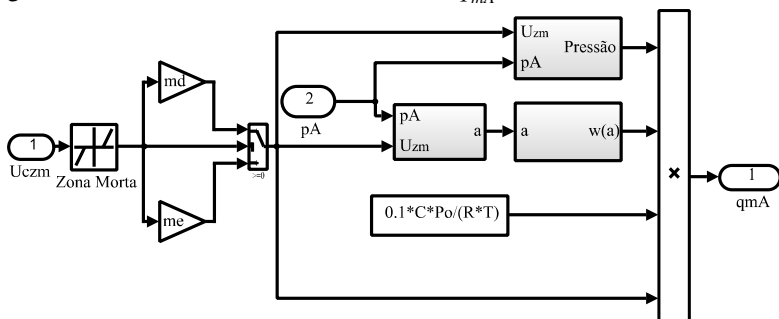 qmA
1
Uczm
Zona Morta
md
me
>=0
2
pA
Uzm
pA
Pressão
pA
Uzm
a
a
w(a)
0.1*C*Po/(R*T)
×
1
qmA